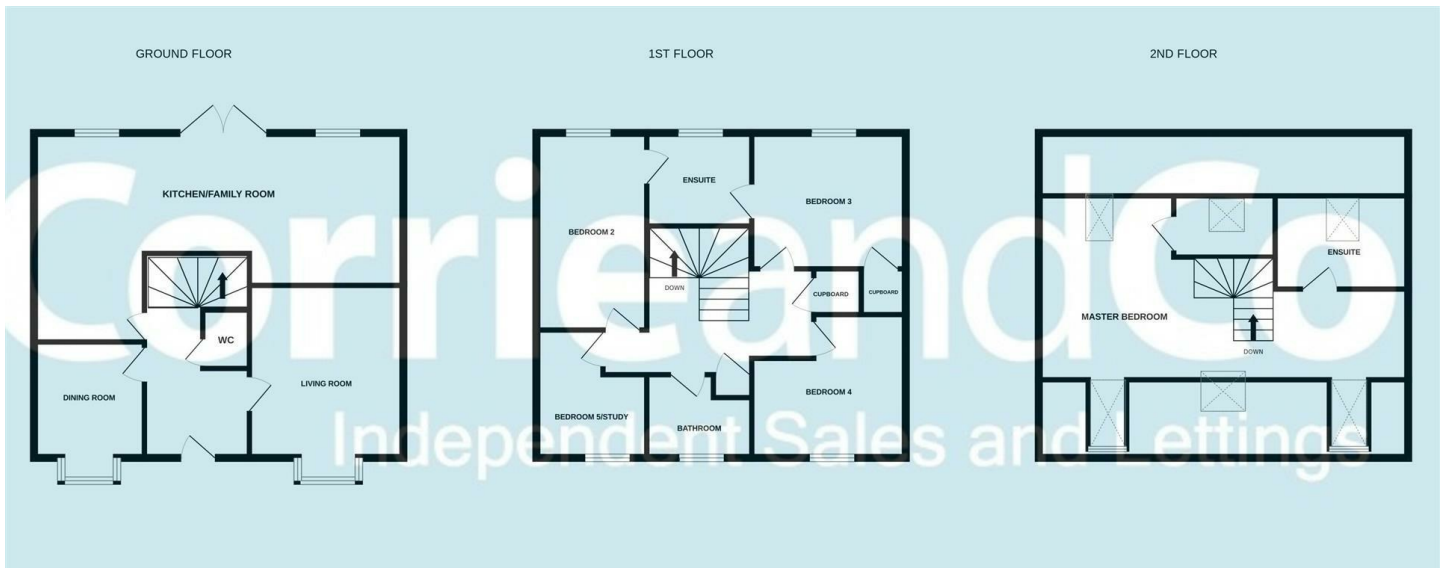 GROUND FLOOR
KITCHEN/FAMILY ROOM
WC
LIVING ROOM
DINING ROOM
1ST FLOOR
ENSUITE
BEDROOM 3
BEDROOM 2
DOWN
CUPBOARD
CUPBOARD
BEDROOM 4
BEDROOM 5/STUDY
BATHROOM
2ND FLOOR
ENSUITE
MASTER BEDROOM
DOWN
CorrieandCo
Independent Sales and Lettings